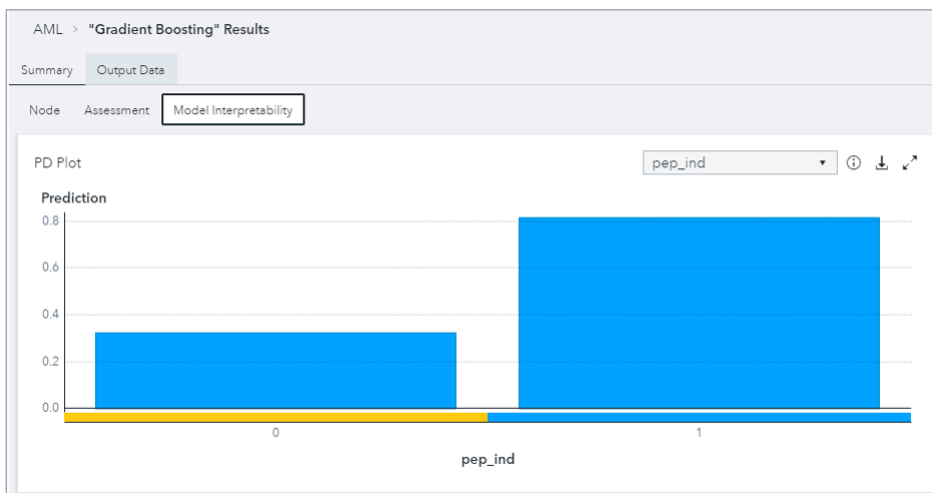 AML > "Gradient Boosting" Results
Summary Output Data
Node Assessment Model Interpretability
PD Plot pep_ind
Prediction
0.8
0.6
0.4
0.2
0.0
0 1
pep_ind